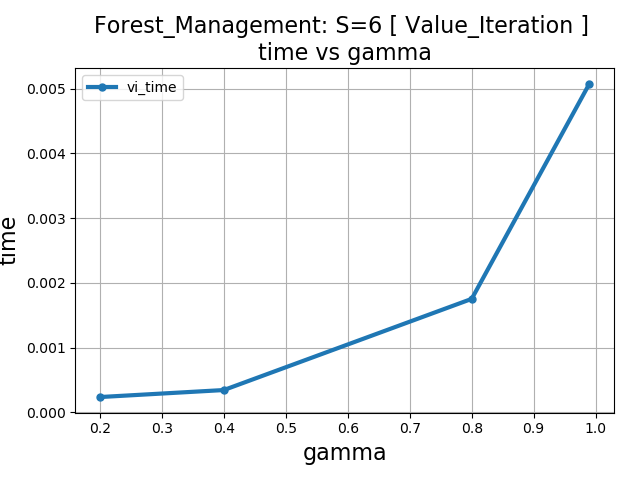 Forest_Management: S=6 [ Value_Iteration ]
time vs gamma
vi_time
0.005
0.004
0.003
0.002
0.001
0.000
time
0.2 0.3 0.4 0.5 0.6 0.7 0.8 0.9 1.0
gamma